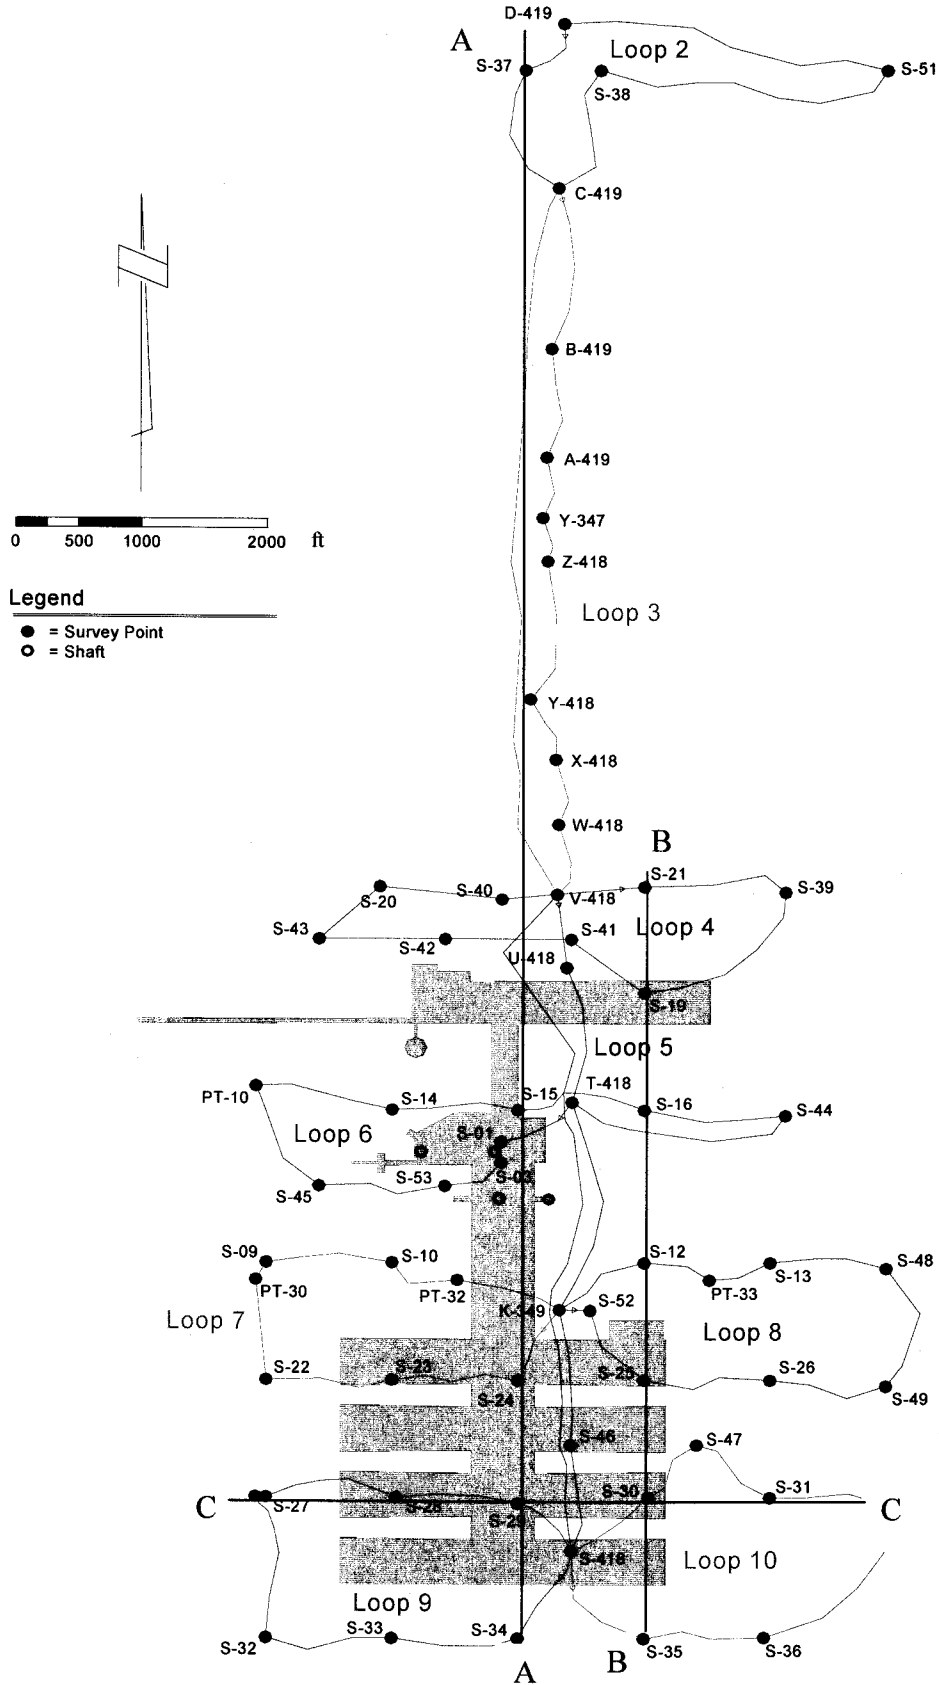 D-419
A
Loop 2
S-37
S-51
S-38
C-419
B-419
A-419
Y-347
0 500 1000 2000 ft
Z-418
Legend
= Survey Point
= Shaft
Loop 3
Y-418
X-418
W-418
B
S-21
S-20
S-40
V-418
S-39
S-43
S-42
S-41
Loop 4
U-418
S-19
Loop 5
T-418
PT-10
S-14
S-15
S-16
S-44
Loop 6
S-01
S-03
S-53
S-45
S-09
S-10
S-12
S-13
S-48
PT-30
PT-32
PT-33
K-349
S-52
Loop 7
Loop 8
S-22
S-23
S-24
S-25
S-26
S-49
S-46
S-47
C
S-27
S-28
S-29
S-30
S-31
C
S-418
Loop 10
Loop 9
S-32
S-33
S-34
S-35
S-36
A
B